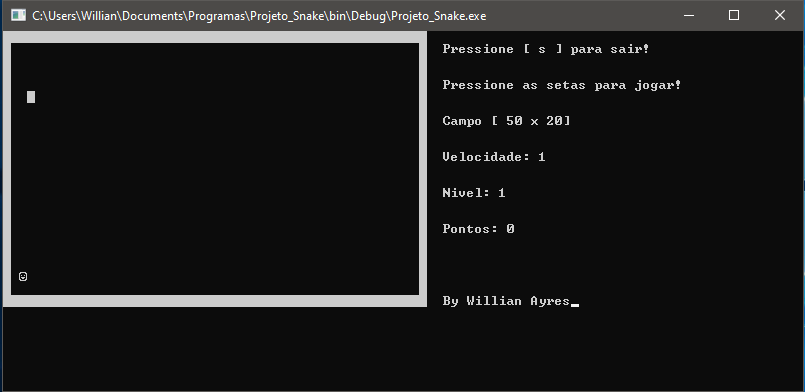 C:\Users\Willian\Documents\Programas\Projeto_Snake\bin\Debug\Projeto_Snake.exe
Pressione [ s ] para sair!
Pressione as setas para jogar!
Campo [ 50 x 20]
Velocidade: 1
Nivel: 1
Pontos: 0
By Willian Ayres